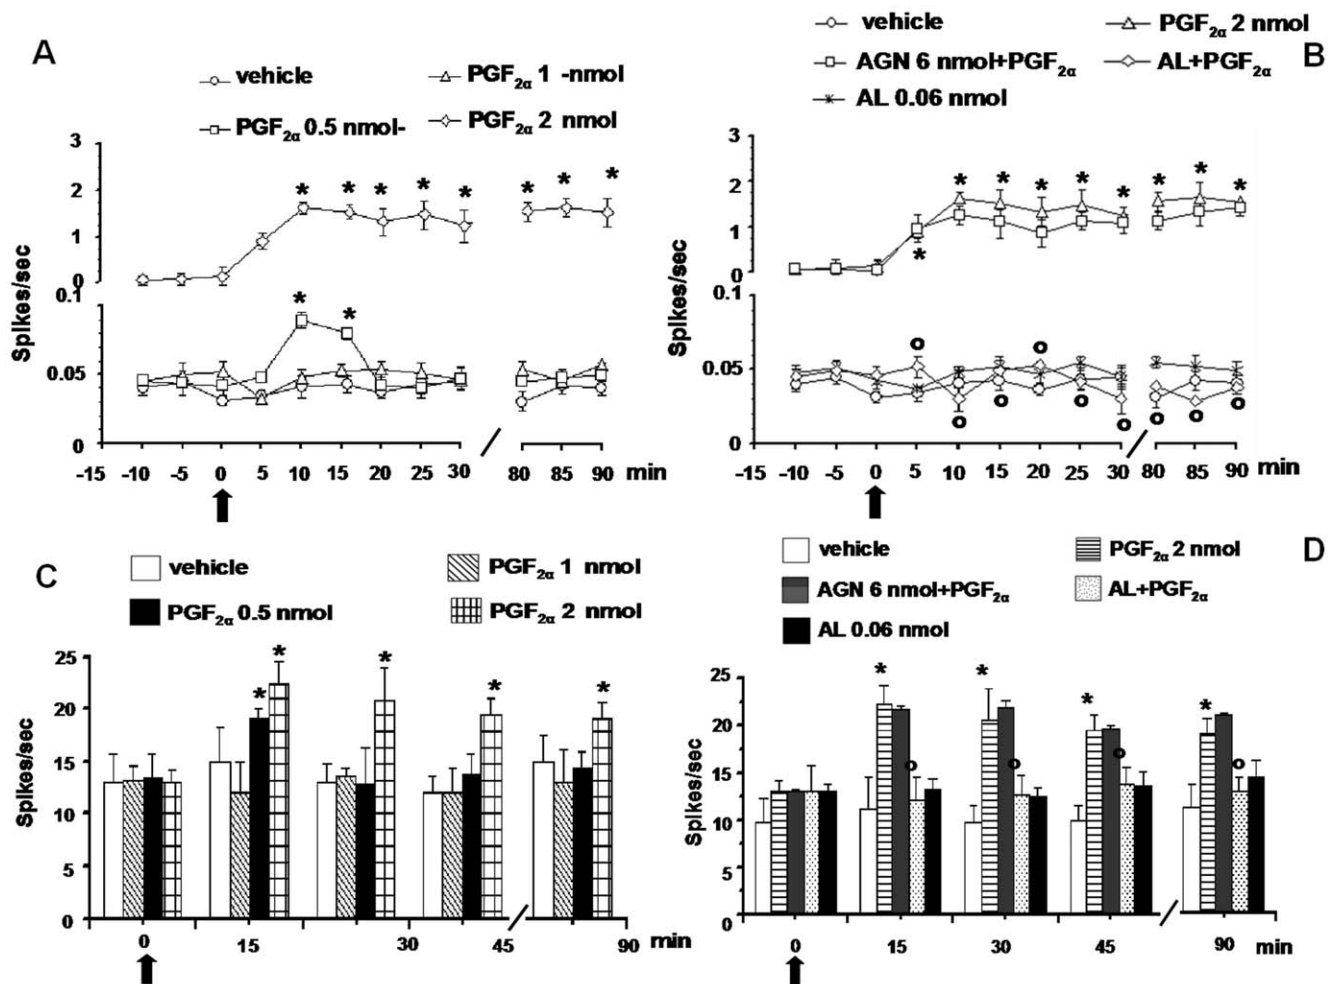 A
vehicle
PGF2α 1 -nmol
PGF2α 0.5 nmol-
PGF2α 2 nmol
3
2
1
0
0.1
0.05
0
Spikes/sec
* * * * * * * *
* *
-15 -10 -5 0 5 10 15 20 25 30 80 85 90 min
B
vehicle
PGF2α 2 nmol
AGN 6 nmol+PGF2α
AL+PGF2α
AL 0.06 nmol
3
2
1
0
0.1
0.05
0
Spikes/sec
* * * * * * * *
*
o o o o o o o o o
-15 -10 -5 0 5 10 15 20 25 30 80 85 90 min
C
vehicle
PGF2α 1 nmol
PGF2α 0.5 nmol
PGF2α 2 nmol
25
20
15
10
5
0
Spikes/sec
* * * * *
0 15 30 45 90 min
D
vehicle
PGF2α 2 nmol
AGN 6 nmol+PGF2α
AL+PGF2α
AL 0.06 nmol
25
20
15
10
5
0
Spikes/sec
* * * *
o o o o
0 15 30 45 90 min